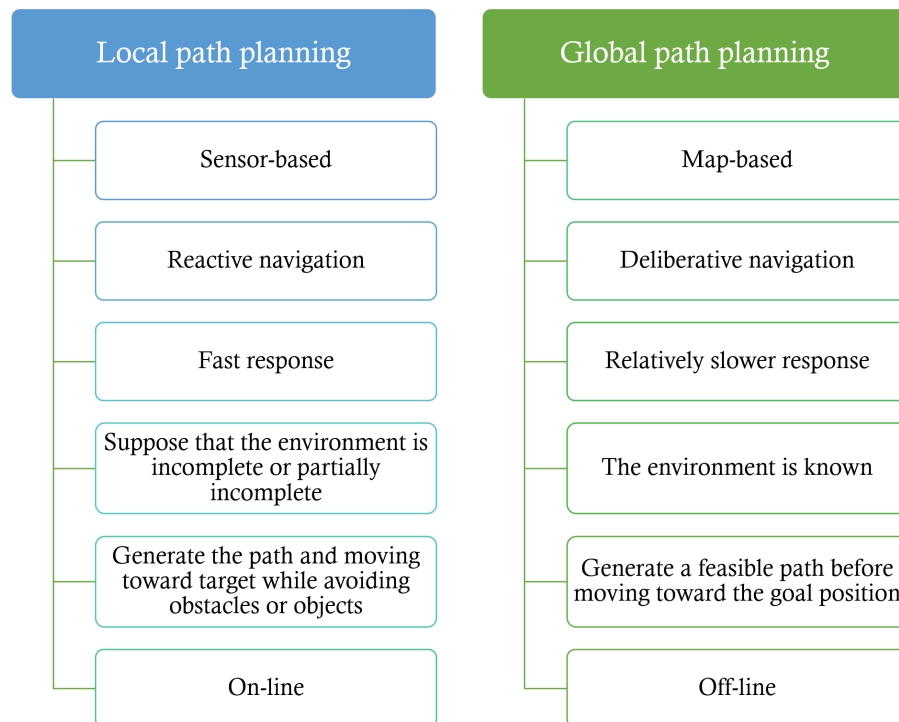 Local path planning
Sensor-based
Reactive navigation
Fast response
Suppose that the environment is
incomplete or partially
incomplete
Generate the path and moving
toward target while avoiding
obstacles or objects
On-line
Global path planning
Map-based
Deliberative navigation
Relatively slower response
The environment is known
Generate a feasible path before
moving toward the goal position
Off-line